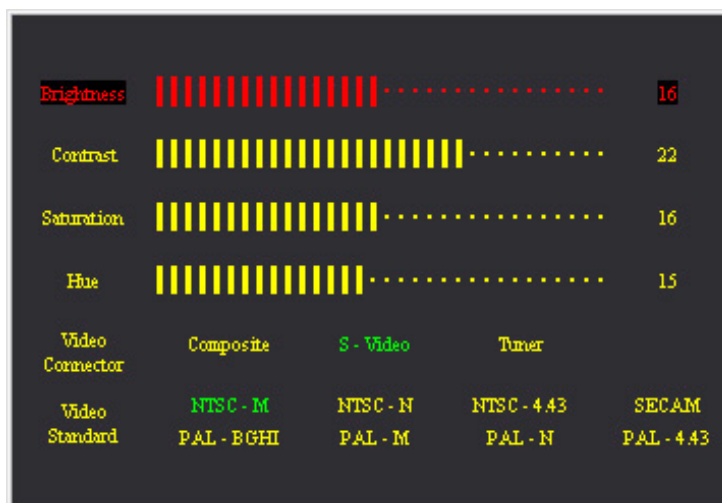 Brightness 16
Contrast 22
Saturation 16
Hue 15
Video Connector Composite S - Video Tuner
Video Standard NTSC - M NTSC - N NTSC - 4.43 SECAM
PAL - BGHI PAL - M PAL - N PAL - 4.43